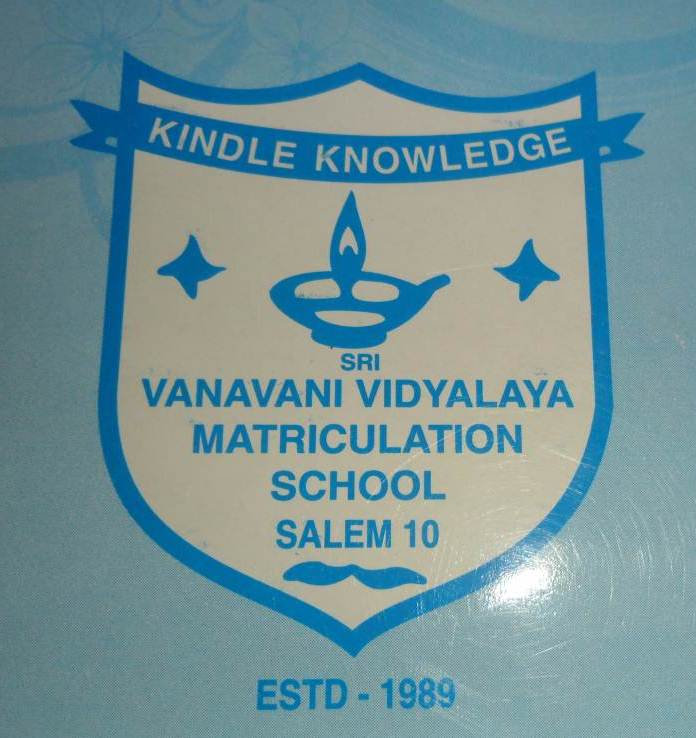 KINDLE KNOWLEDGE
SRI
VANAVANI VIDYALAYA
MATRICULATION
SCHOOL
SALEM 10
ESTD - 1989